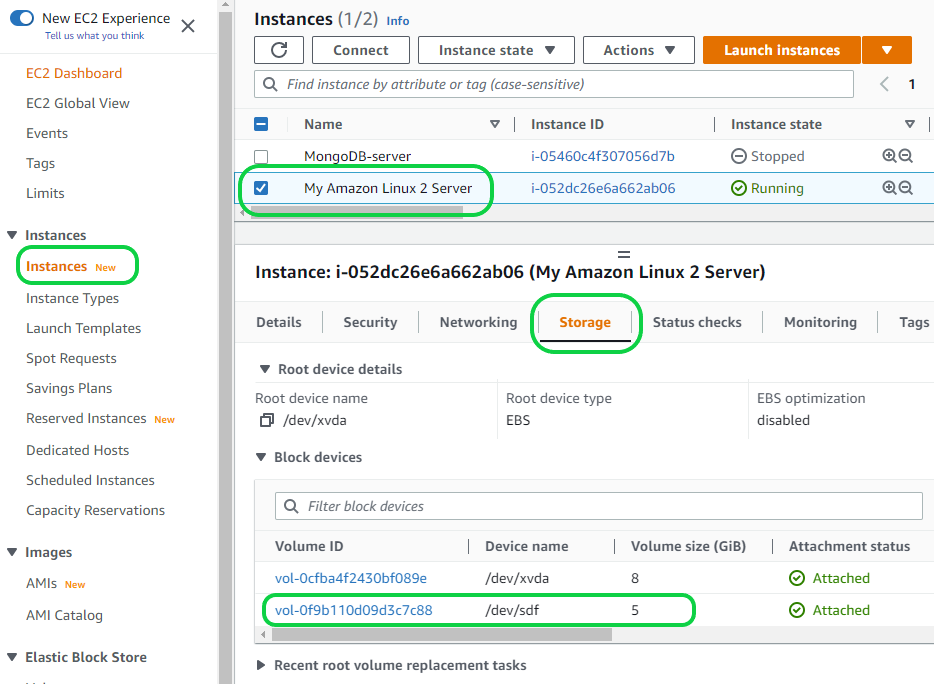 New EC2 Experience
Tell us what you think
EC2 Dashboard
EC2 Global View
Events
Tags
Limits
Instances
Instances New
Instance Types
Launch Templates
Spot Requests
Savings Plans
Reserved Instances New
Dedicated Hosts
Scheduled Instances
Capacity Reservations
Images
AMIs New
AMI Catalog
Elastic Block Store
Instances (1/2) Info
Connect Instance state Actions Launch instances
Find instance by attribute or tag (case-sensitive) 1
Name Instance ID Instance state
MongoDB-server i-05460c4f307056d7b Stopped
My Amazon Linux 2 Server i-052dc26e6a662ab06 Running
Instance: i-052dc26e6a662ab06 (My Amazon Linux 2 Server)
Details Security Networking Storage Status checks Monitoring Tags
Root device details
Root device name Root device type EBS optimization
/dev/xvda EBS disabled
Block devices
Filter block devices
Volume ID Device name Volume size (GiB) Attachment status
vol-0cfba4f2430bf089e /dev/xvda 8 Attached
vol-0f9b110d09d3c7c88 /dev/sdf 5 Attached
Recent root volume replacement tasks